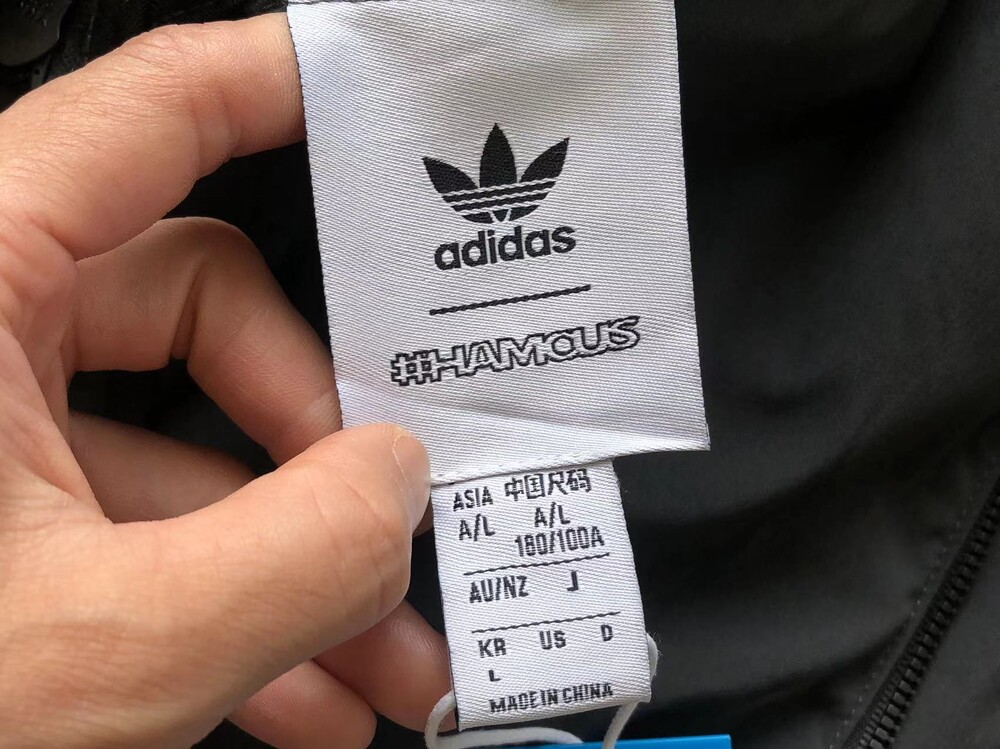 adidas
#HAMOUS
ASIA 中国尺码
A/L A/L
180/100A
AU/NZ J
KR US D
L
MADE IN CHINA